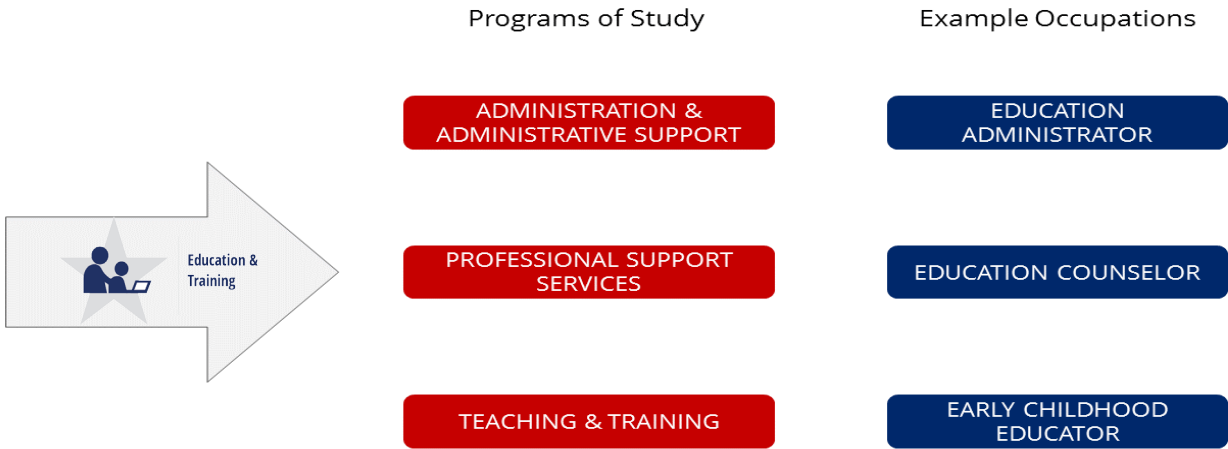 Programs of Study
Example Occupations
ADMINISTRATION &
ADMINISTRATIVE SUPPORT
EDUCATION
ADMINISTRATOR
Education &
Training
PROFESSIONAL SUPPORT
SERVICES
EDUCATION COUNSELOR
TEACHING & TRAINING
EARLY CHILDHOOD
EDUCATOR